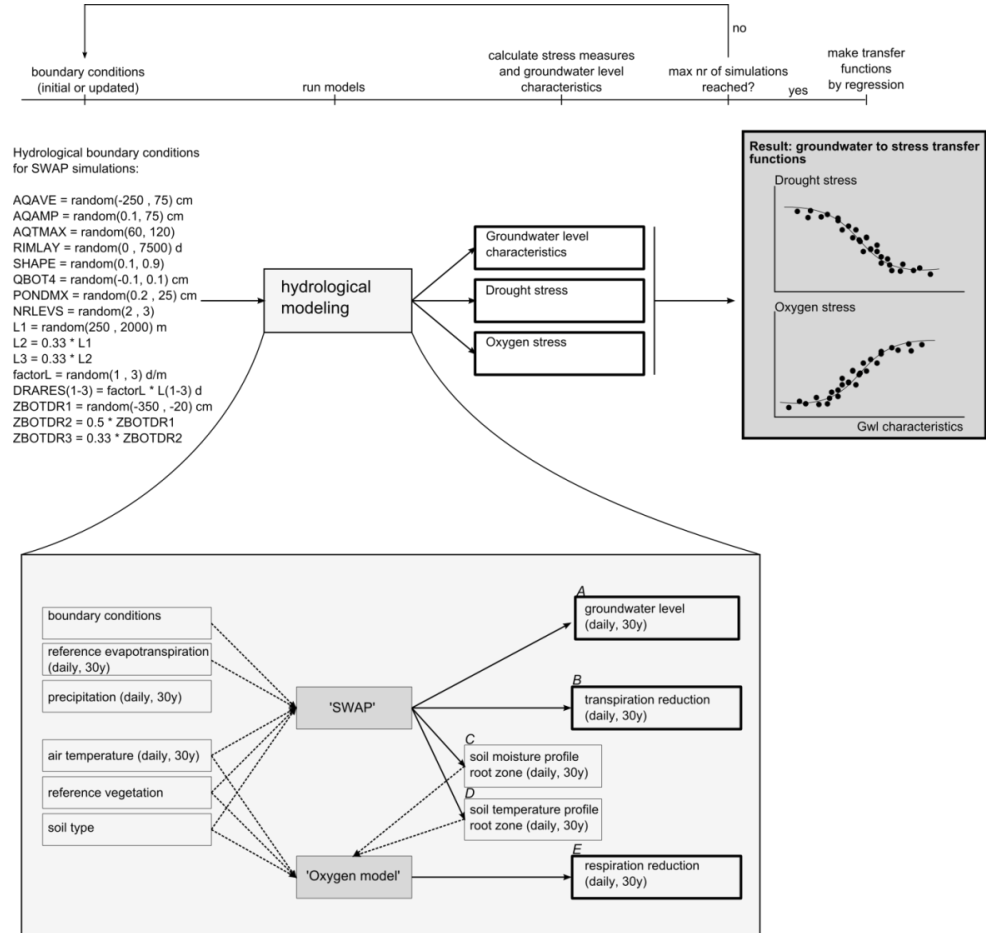 no
boundary conditions
(initial or updated)
run models
calculate stress measures
and groundwater level
characteristics
max nr of simulations
reached?
yes
make transfer
functions
by regression
Hydrological boundary conditions
for SWAP simulations:
AQAVE = random(-250 , 75) cm
AQAMP = random(0.1, 75) cm
AQTMAX = random(60, 120)
RIMLAY = random(0 , 7500) d
SHAPE = random(0.1, 0.9)
QBOT4 = random(-0.1, 0.1) cm
PONDMX = random(0.2 , 25) cm
NRLEVS = random(2 , 3)
L1 = random(250 , 2000) m
L2 = 0.33 * L1
L3 = 0.33 * L2
factorL = random(1 , 3) d/m
DRARES(1-3) = factorL * L(1-3) d
ZBOTDR1 = random(-350 , -20) cm
ZBOTDR2 = 0.5 * ZBOTDR1
ZBOTDR3 = 0.33 * ZBOTDR2
hydrological
modeling
Groundwater level
characteristics
Drought stress
Oxygen stress
Result: groundwater to stress transfer
functions
Drought stress
Oxygen stress
Gwl characteristics
boundary conditions
reference evapotranspiration
(daily, 30y)
precipitation (daily, 30y)
air temperature (daily, 30y)
reference vegetation
soil type
'SWAP'
'Oxygen model'
A
groundwater level
(daily, 30y)
B
transpiration reduction
(daily, 30y)
C
soil moisture profile
root zone (daily, 30y)
D
soil temperature profile
root zone (daily, 30y)
E
respiration reduction
(daily, 30y)